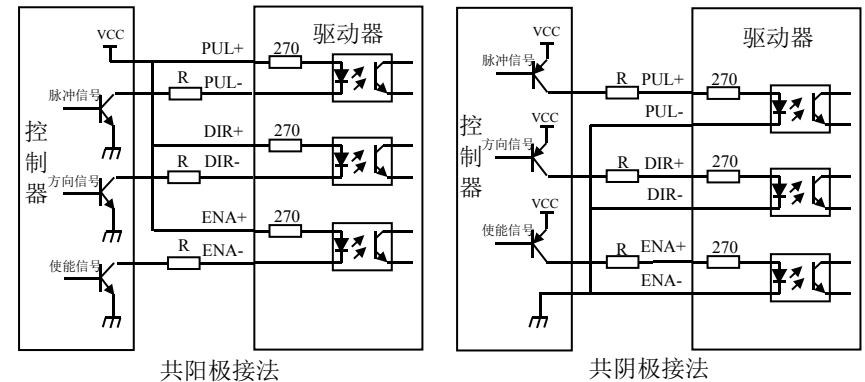 VCC
PUL+
270
驱动器
脉冲信号
R
PUL-
控制器
DIR+
270
方向信号
R
DIR-
ENA+
270
使能信号
R
ENA-
共阳极接法
VCC
驱动器
脉冲信号
R
PUL+
270
PUL-
控制器
VCC
方向信号
R
DIR+
270
DIR-
VCC
使能信号
R
ENA+
270
ENA-
共阴极接法